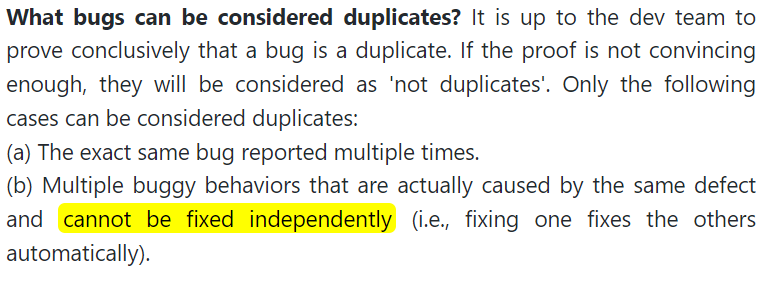 What bugs can be considered duplicates? It is up to the dev team to
prove conclusively that a bug is a duplicate. If the proof is not convincing
enough, they will be considered as 'not duplicates'. Only the following
cases can be considered duplicates:
(a) The exact same bug reported multiple times.
(b) Multiple buggy behaviors that are actually caused by the same defect
and cannot be fixed independently (i.e., fixing one fixes the others
automatically).